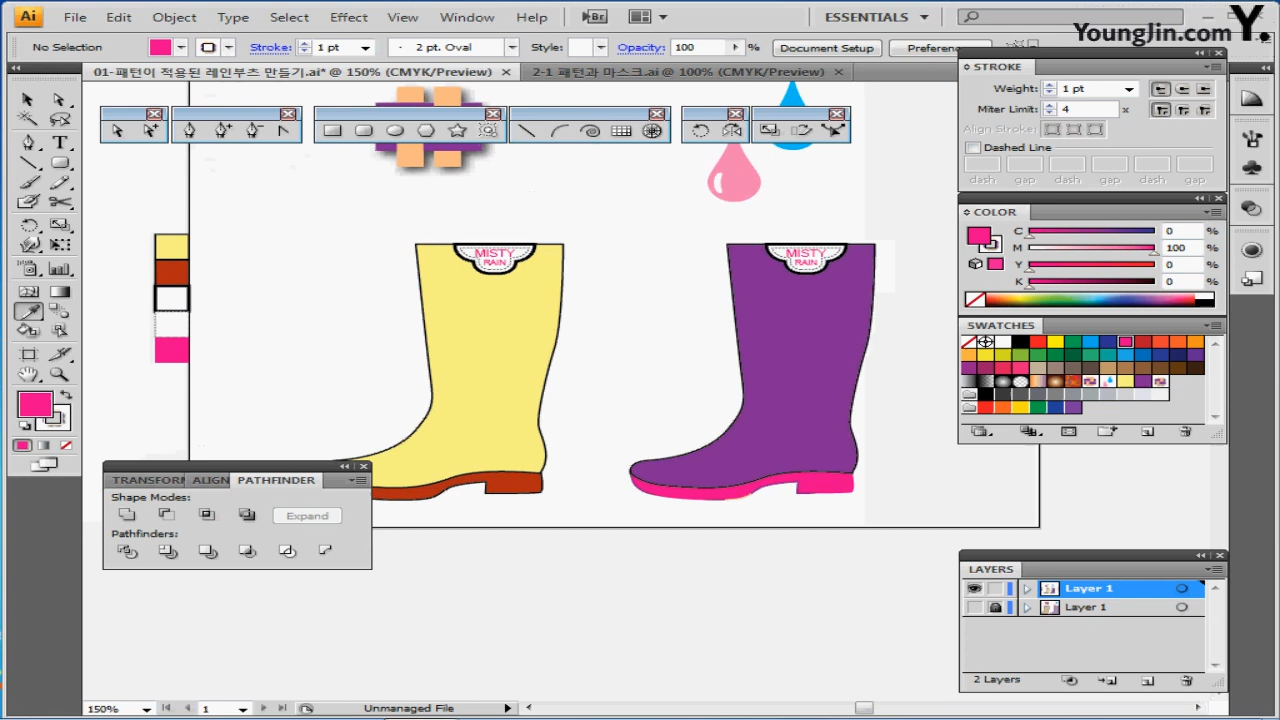 Ai File Edit Object Type Select Effect View Window Help Br ESSENTIALS
Y.
YoungJin.com
No Selection Stroke: 1 pt 2 pt. Oval Style: Opacity: 100 % Document Setup Preferenc
01-패턴이 적용된 레인부츠 만들기.ai* @ 150% (CMYK/Preview) × 2-1 패턴과 마스크.ai @ 100% (CMYK/Preview) ×
STROKE
Weight: 1 pt
Miter Limit: 4 x
Align Stroke:
Dashed Line
dash gap dash gap dash gap
COLOR
C 0 %
M 100 %
Y 0 %
K 0 %
SWATCHES
MISTY
RAIN
MISTY
RAIN
TRANSFORM ALIGN PATHFINDER
Shape Modes:
Expand
Pathfinders:
LAYERS
Layer 1
Layer 1
2 Layers
150% 1 Unmanaged File